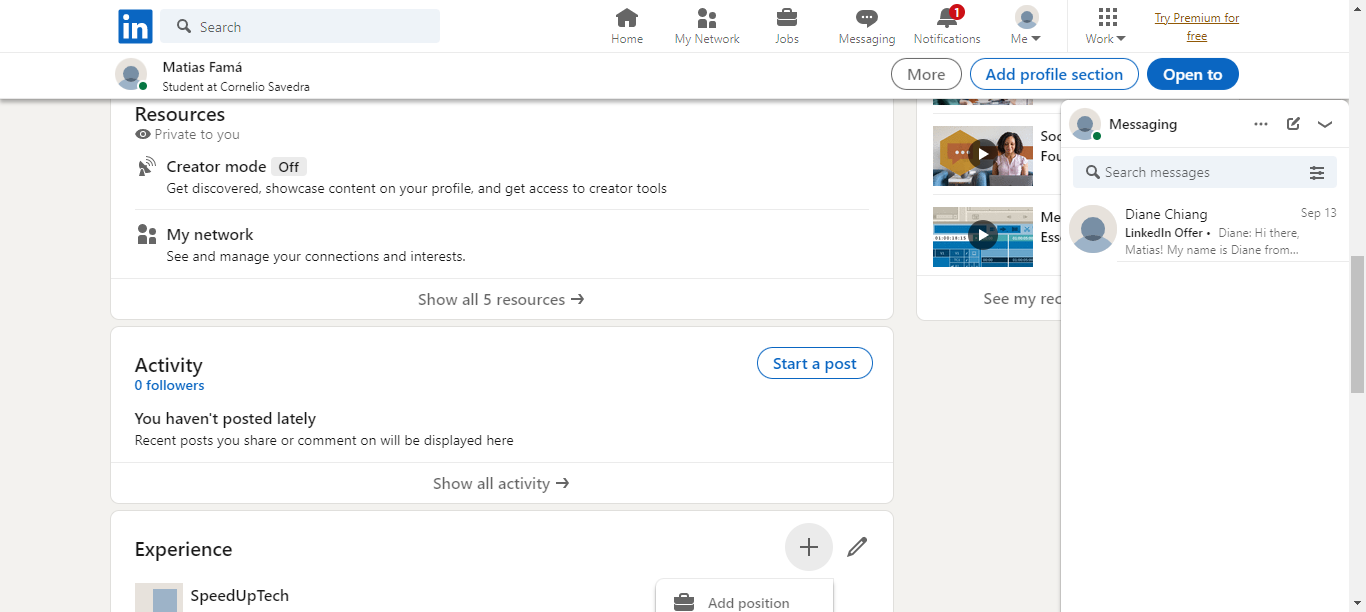 in
Search
Home
My Network
Jobs
Messaging
1
Notifications
Me
Work
Try Premium for
free
Matias Famá
Student at Cornelio Savedra
More
Add profile section
Open to
Resources
Private to you
Creator mode Off
Get discovered, showcase content on your profile, and get access to creator tools
My network
See and manage your connections and interests.
Show all 5 resources →
Activity
0 followers
Start a post
You haven't posted lately
Recent posts you share or comment on will be displayed here
Show all activity →
Experience
SpeedUpTech
Add position
Soc
Fou
Me
Ess
See my rec
Messaging
Search messages
Diane Chiang
Sep 13
LinkedIn Offer • Diane: Hi there,
Matias! My name is Diane from...